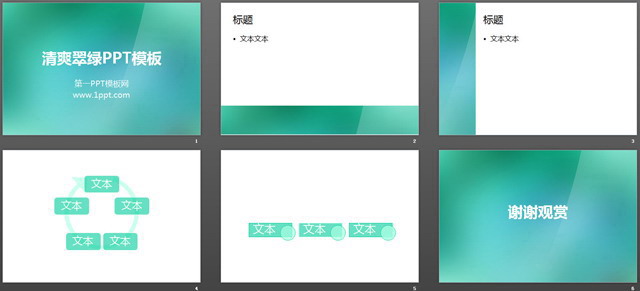 清爽翠绿PPT模板
第一PPT模板网
www.1ppt.com
1
标题
• 文本文本
2
标题
• 文本文本
3
文本
文本
文本
文本
文本
4
文本
文本
文本
5
谢谢观赏
6